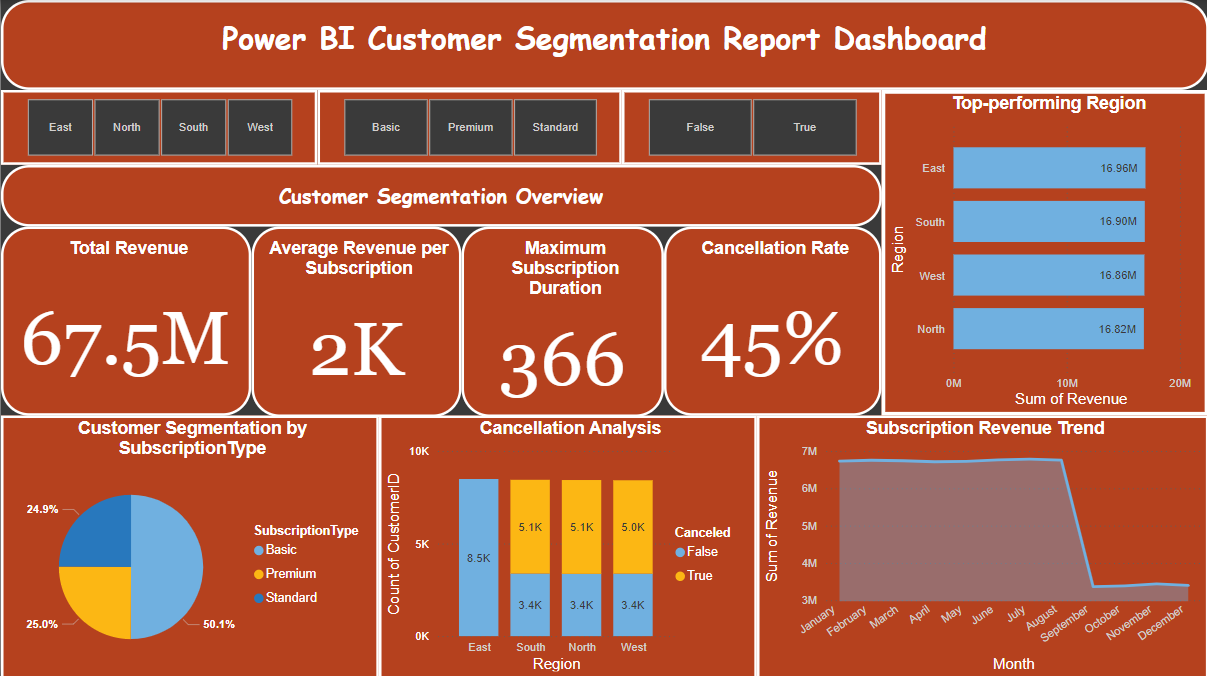 Power BI Customer Segmentation Report Dashboard
East
North
South
West
Basic
Premium
Standard
False
True
Customer Segmentation Overview
Total Revenue
67.5M
Average Revenue per
Subscription
2K
Maximum
Subscription
Duration
366
Cancellation Rate
45%
Top-performing Region
Region
East
16.96M
South
16.90M
West
16.86M
North
16.82M
0M
10M
20M
Sum of Revenue
Customer Segmentation by
SubscriptionType
24.9%
25.0%
50.1%
SubscriptionType
Basic
Premium
Standard
Cancellation Analysis
Count of CustomerID
10K
5K
0K
8.5K
5.1K
5.1K
5.0K
3.4K
3.4K
3.4K
East
South
North
West
Region
Canceled
False
True
Subscription Revenue Trend
Sum of Revenue
7M
6M
5M
4M
3M
January
February
March
April
May
June
July
August
September
October
November
December
Month